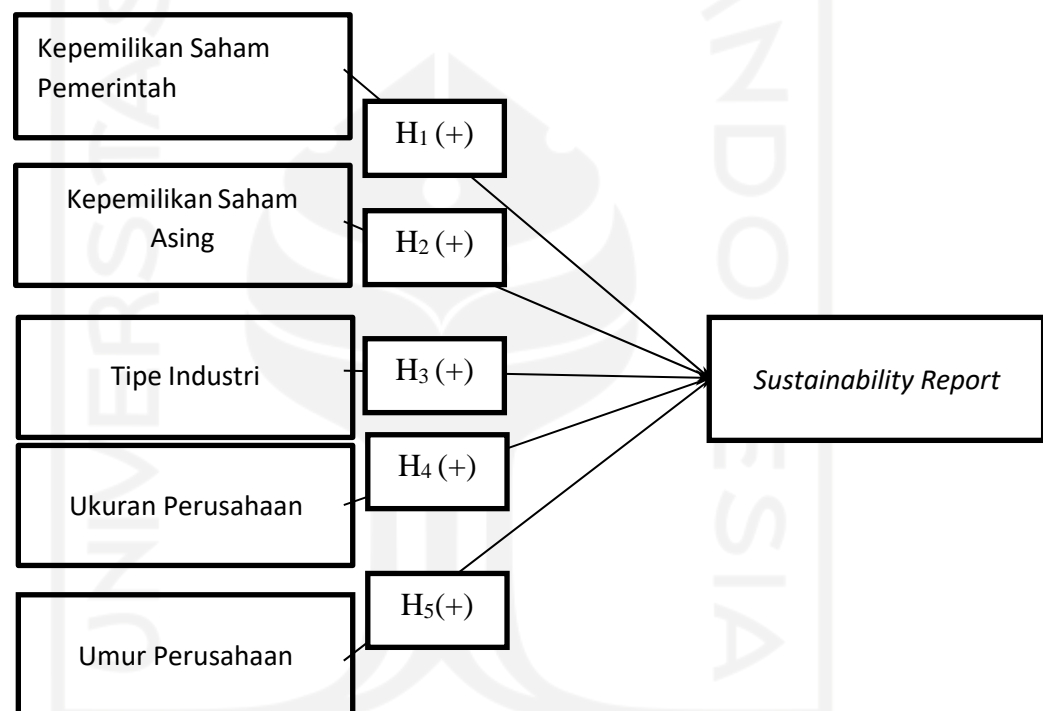 Kepemilikan Saham
Pemerintah
H₁ (+)
Kepemilikan Saham
Asing
H₂ (+)
Tipe Industri
H₃ (+)
Sustainability Report
Ukuran Perusahaan
H₄ (+)
Umur Perusahaan
H₅(+)